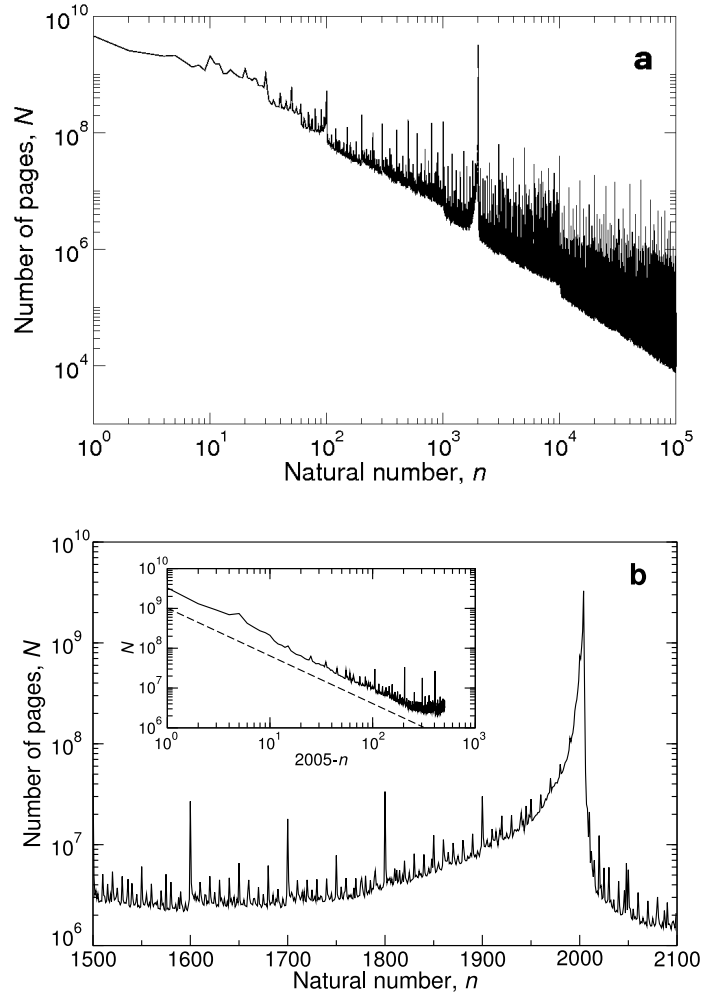 a
10^10
10^8
10^6
10^4
Number of pages, N
10^0 10^1 10^2 10^3 10^4 10^5
Natural number, n
b
10^10
10^9
10^8
10^7
10^6
Number of pages, N
10^10
10^9
10^8
10^7
10^6
N
10^0 10^1 10^2 10^3
2005-n
1500 1600 1700 1800 1900 2000 2100
Natural number, n